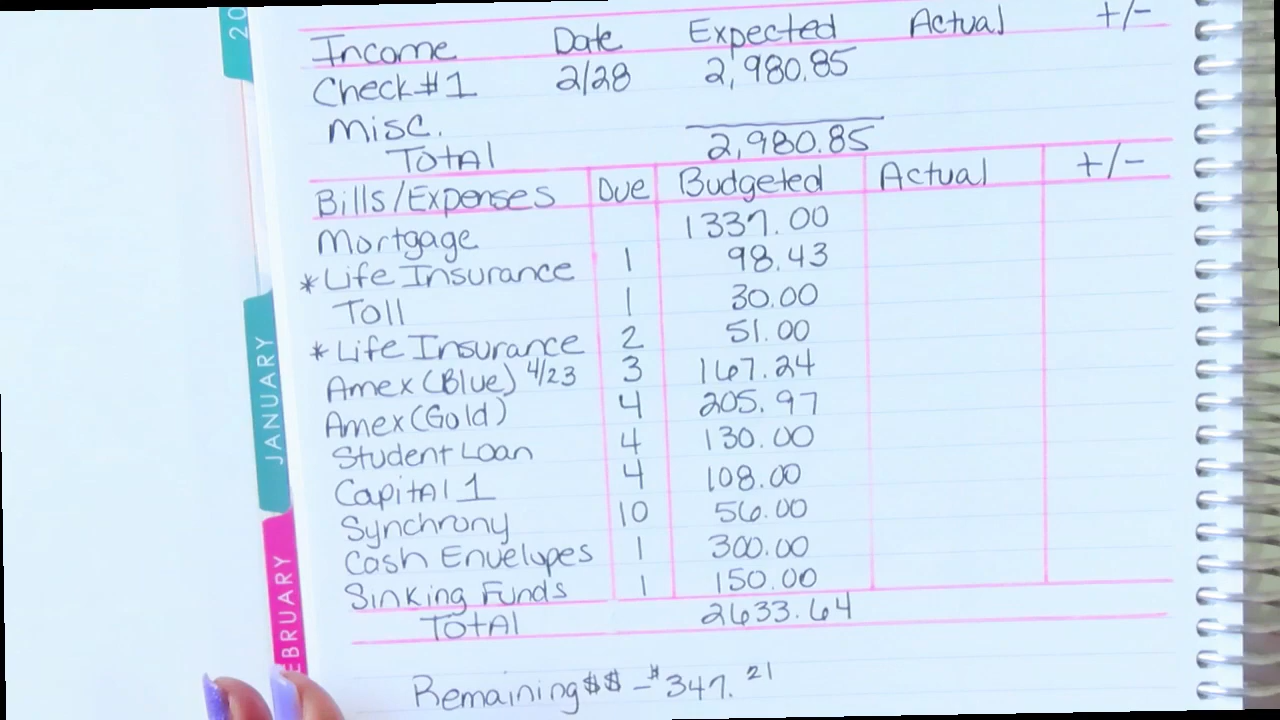 20
Income Date Expected Actual +/-
Check#1 2/28 2,980.85
Misc.
Total 2,980.85
Bills/Expenses Due Budgeted Actual +/-
Mortgage 1337.00
*Life Insurance 1 98.43
Toll 1 30.00
*Life Insurance 2 51.00
Amex(Blue) 4/23 3 167.24
Amex(Gold) 4 205.97
Student Loan 4 130.00
Capital 1 4 108.00
Synchrony 10 56.00
Cash Envelopes 1 300.00
Sinking Funds 1 150.00
Total 2633.64
Remaining $$ - $347.21
JANUARY
EBRUARY